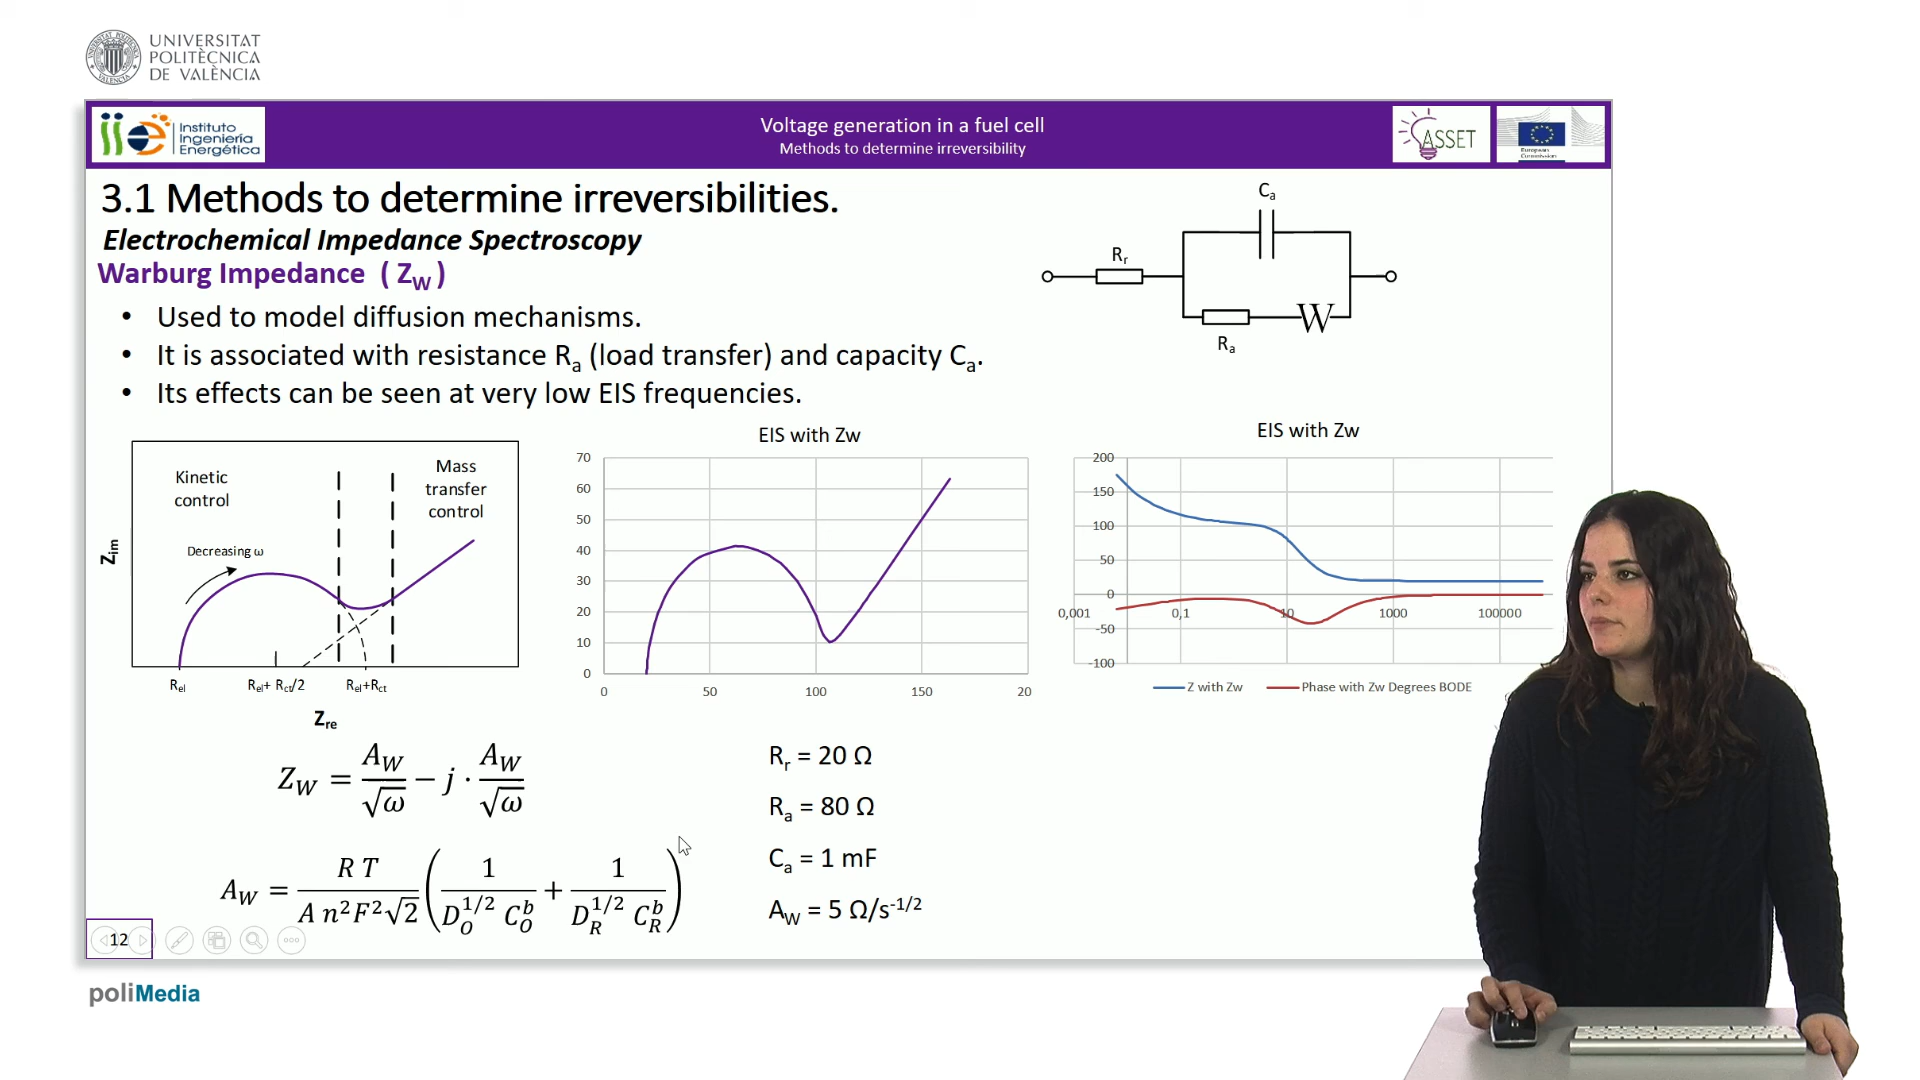 UNIVERSITAT
POLITÈCNICA
DE VALÈNCIA
Instituto
Ingeniería
Energética
Voltage generation in a fuel cell
Methods to determine irreversibility
ASSET
European
Commission
3.1 Methods to determine irreversibilities.
Electrochemical Impedance Spectroscopy
Warburg Impedance ( Z_W )
• Used to model diffusion mechanisms.
• It is associated with resistance R_a (load transfer) and capacity C_a.
• Its effects can be seen at very low EIS frequencies.
C_a
R_r
R_a
W
Kinetic
control
Mass
transfer
control
Decreasing ω
Z_im
R_el
R_el+ R_ct/2
R_el+R_ct
Z_re
EIS with Zw
70
60
50
40
30
20
10
0
0 50 100 150 20
EIS with Zw
200
150
100
50
0
-50
-100
0,001 0,1 10 1000 100000
Z with Zw
Phase with Zw Degrees BODE
Z_W = A_W/√ω − j · A_W/√ω
A_W = R T/(A n²F²√2) (1/(D_O^1/2 C_O^b) + 1/(D_R^1/2 C_R^b))
R_r = 20 Ω
R_a = 80 Ω
C_a = 1 mF
A_W = 5 Ω/s^-1/2
12
poliMedia